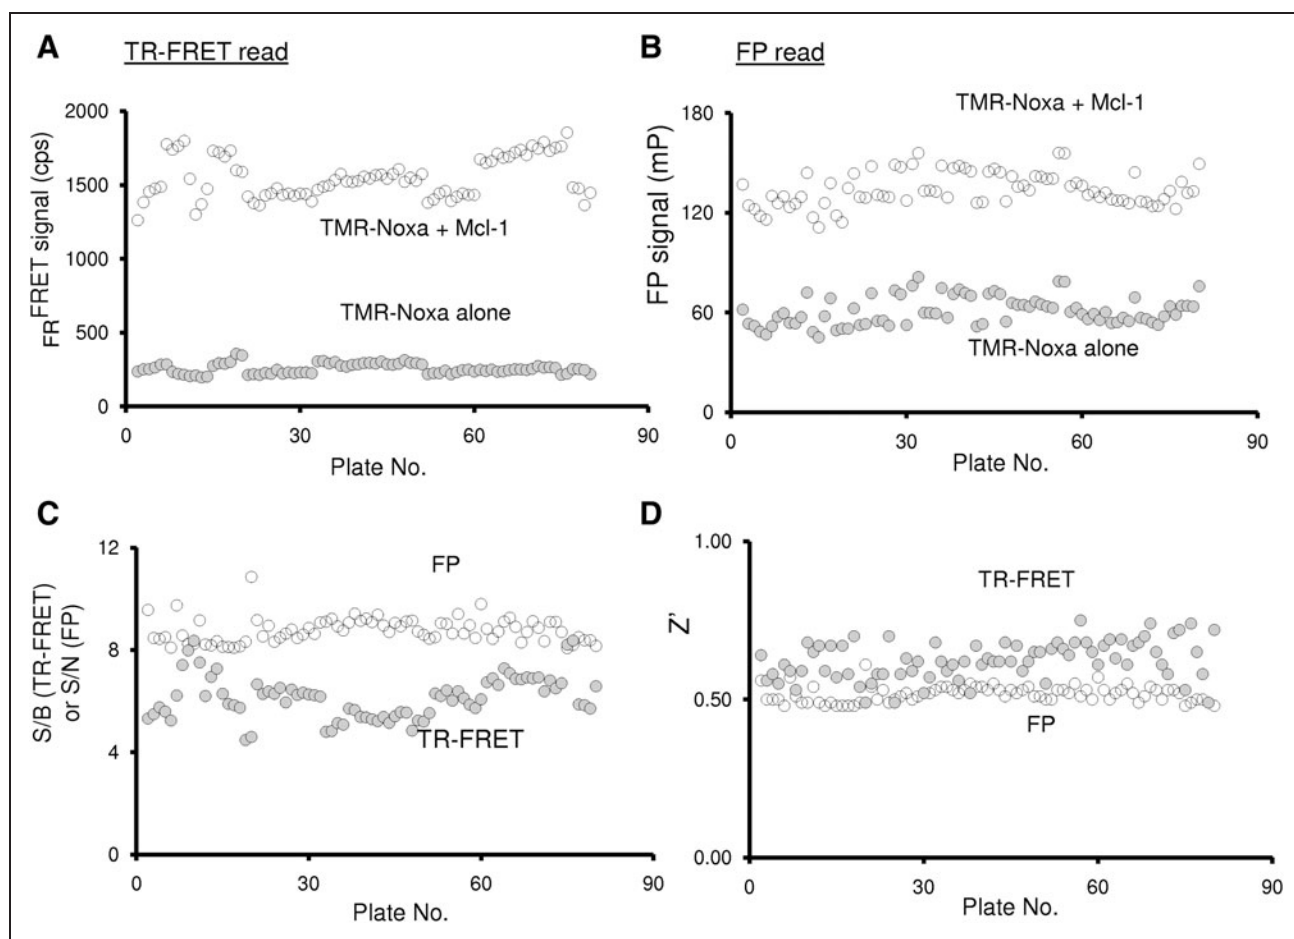 A
TR-FRET read
2000
1500
1000
500
0
FRFRET signal (cps)
TMR-Noxa + Mcl-1
TMR-Noxa alone
0
30
60
90
Plate No.
B
FP read
TMR-Noxa + Mcl-1
180
120
60
0
FP signal (mP)
TMR-Noxa alone
0
30
60
90
Plate No.
C
12
8
4
0
S/B (TR-FRET)
or S/N (FP)
FP
TR-FRET
0
30
60
90
Plate No.
D
1.00
0.50
0.00
Z'
TR-FRET
FP
0
30
60
90
Plate No.